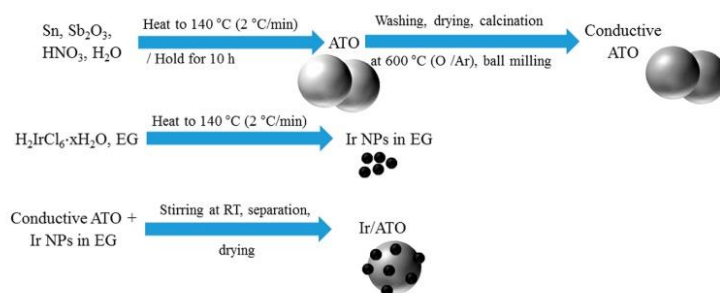 Sn, Sb₂O₃,
HNO₃, H₂O
Heat to 140 °C (2 °C/min)
/ Hold for 10 h
ATO
Washing, drying, calcination
at 600 °C (O /Ar), ball milling
Conductive
ATO
H₂IrCl₆·xH₂O, EG
Heat to 140 °C (2 °C/min)
Ir NPs in EG
Conductive ATO +
Ir NPs in EG
Stirring at RT, separation,
drying
Ir/ATO